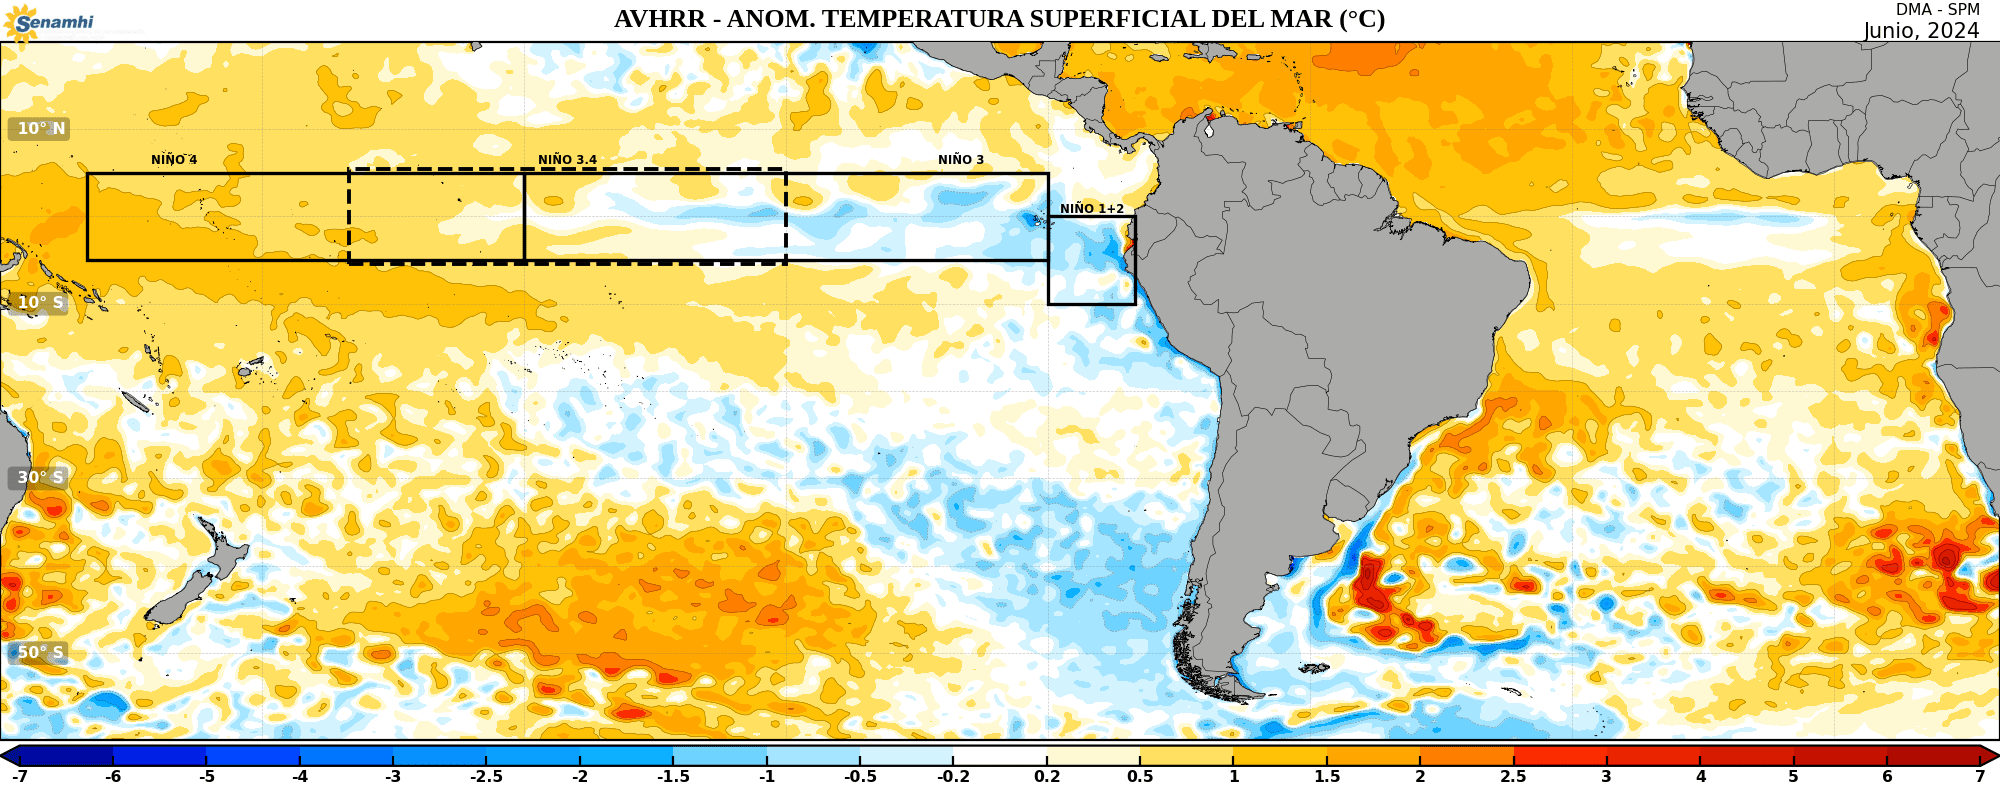 Senamhi
AVHRR - ANOM. TEMPERATURA SUPERFICIAL DEL MAR (°C)
DMA - SPM
Junio, 2024
10° N
NIÑO 4
NIÑO 3.4
NIÑO 3
NIÑO 1+2
10° S
30° S
50° S
-7 -6 -5 -4 -3 -2.5 -2 -1.5 -1 -0.5 -0.2 0.2 0.5 1 1.5 2 2.5 3 4 5 6 7